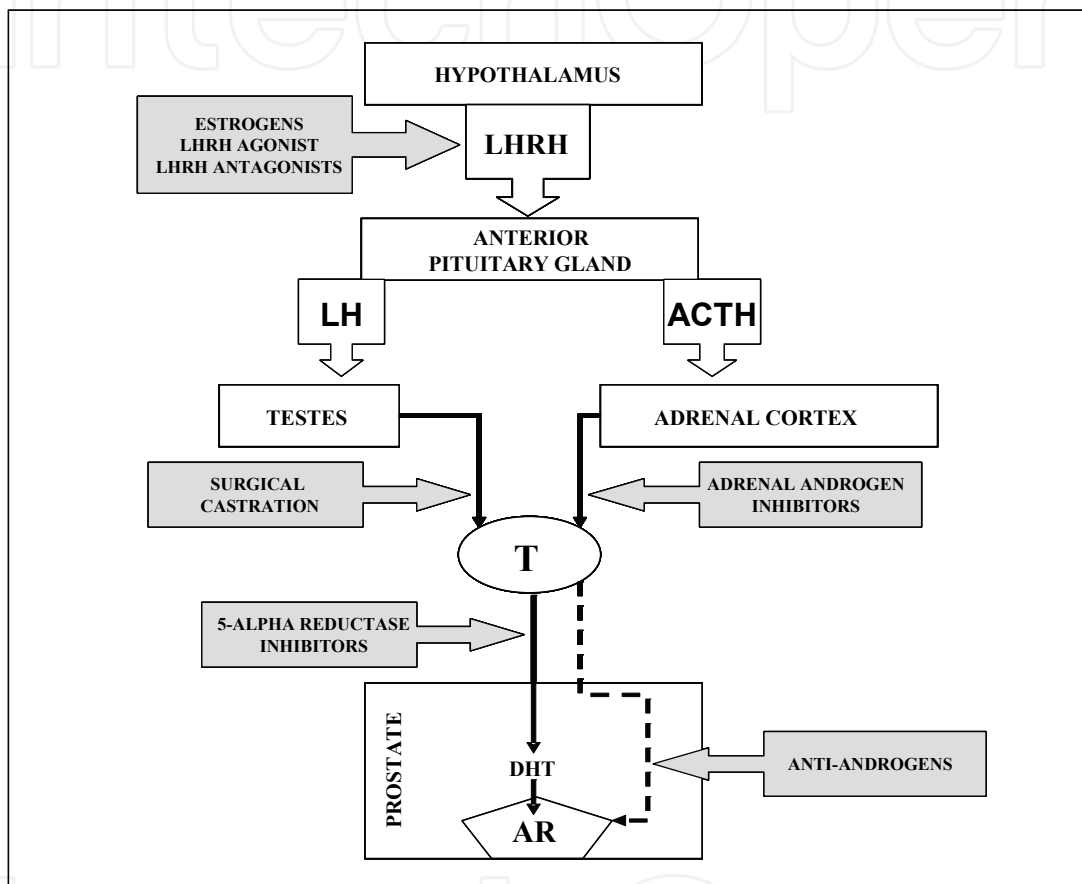 IntechOpen
HYPOTHALAMUS
ESTROGENS
LHRH AGONIST
LHRH ANTAGONISTS
LHRH
ANTERIOR
PITUITARY GLAND
LH
ACTH
TESTES
ADRENAL CORTEX
SURGICAL
CASTRATION
ADRENAL ANDROGEN
INHIBITORS
T
5-ALPHA REDUCTASE
INHIBITORS
PROSTATE
DHT
ANTI-ANDROGENS
AR